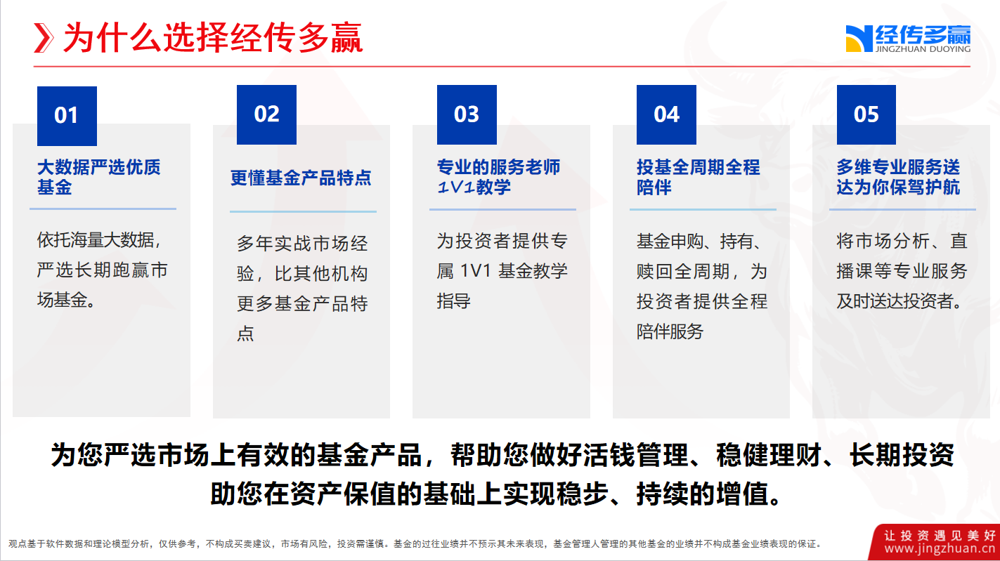 为什么选择经传多赢
经传多赢
JINGZHUAN DUOYING
01
大数据严选优质
基金
依托海量大数据，
严选长期跑赢市
场基金。
02
更懂基金产品特点
多年实战市场经
验，比其他机构
更多基金产品特
点
03
专业的服务老师
1V1教学
为投资者提供专
属 1V1 基金教学
指导
04
投基全周期全程
陪伴
基金申购、持有、
赎回全周期，为
投资者提供全程
陪伴服务
05
多维专业服务送
达为你保驾护航
将市场分析、直
播课等专业服务
及时送达投资者。
为您严选市场上有效的基金产品，帮助您做好活钱管理、稳健理财、长期投资
助您在资产保值的基础上实现稳步、持续的增值。
观点基于软件数据和理论模型分析，仅供参考，不构成买卖建议，市场有风险，投资需谨慎。基金的过往业绩并不预示其未来表现，基金管理人管理的其他基金的业绩并不构成基金业绩表现的保证。
让投资遇见美好
www.jingzhuan.cn